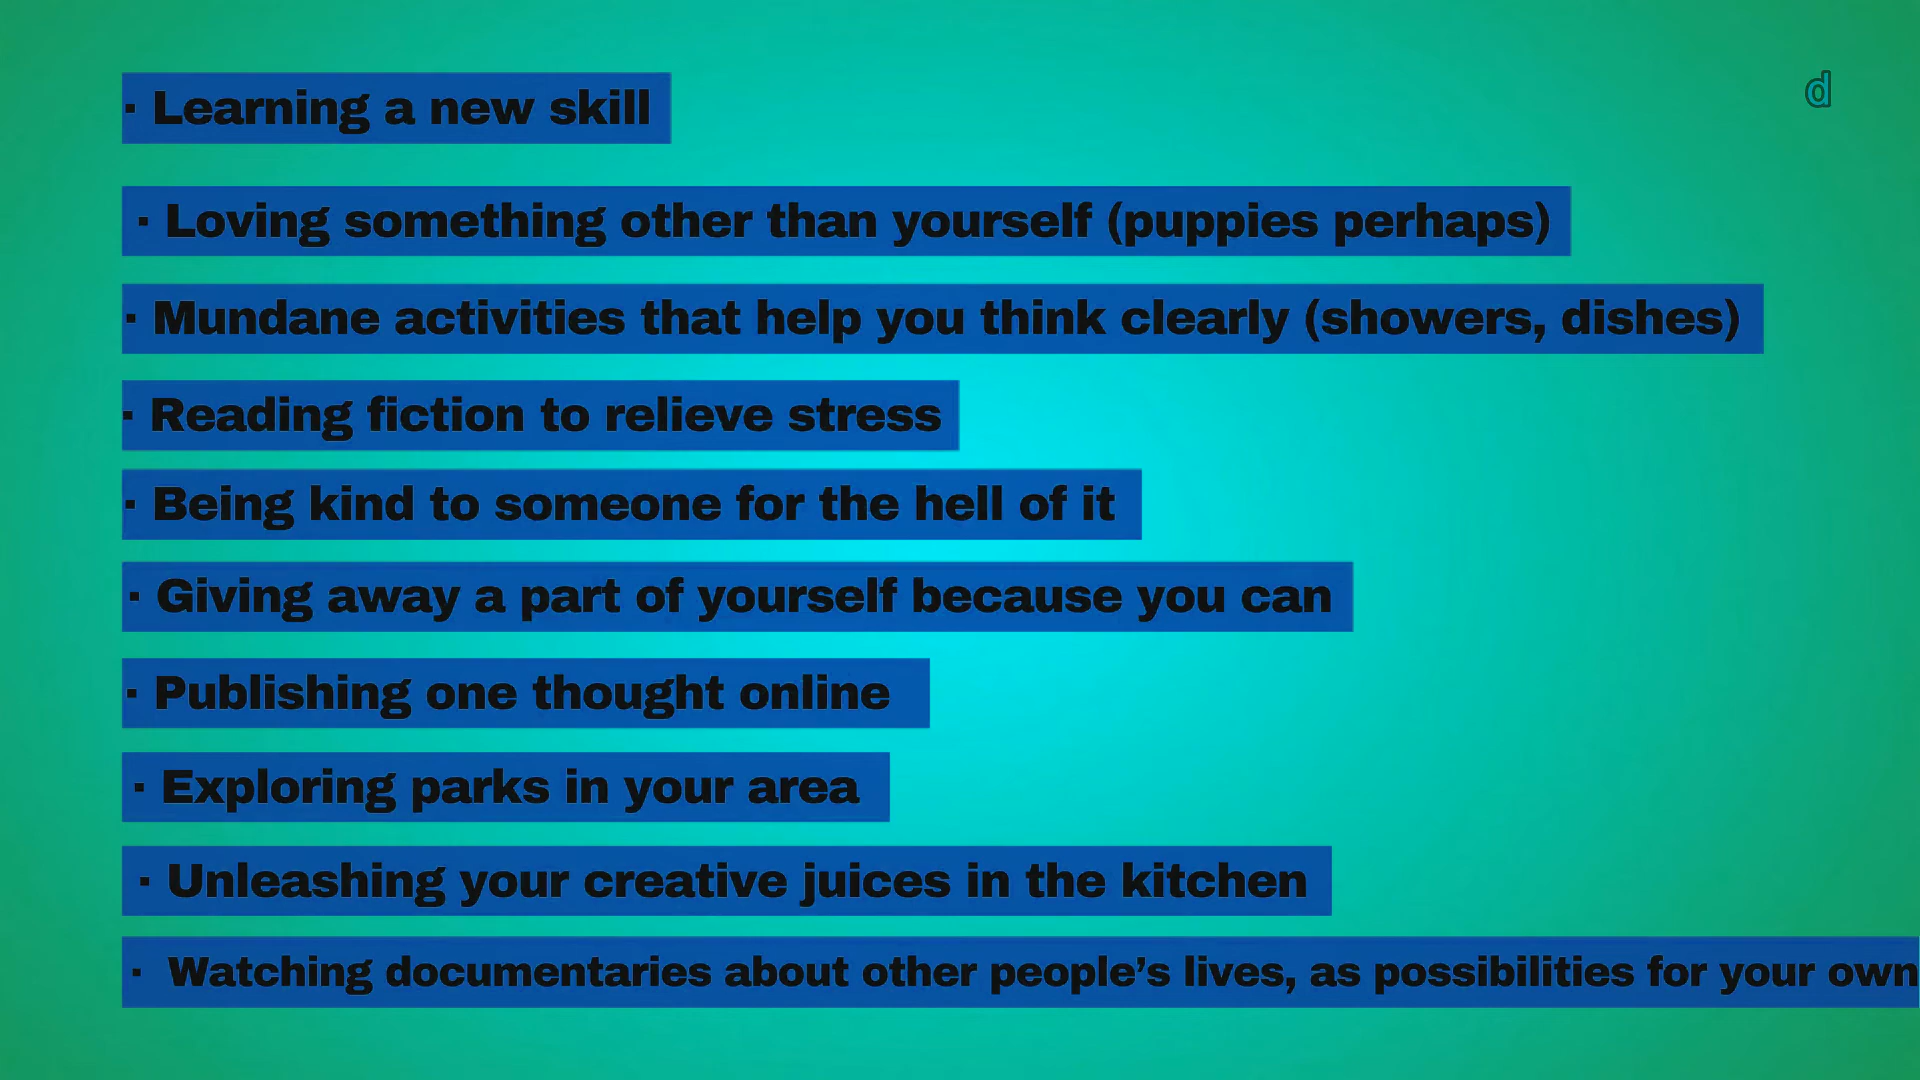 · Learning a new skill
d
· Loving something other than yourself (puppies perhaps)
· Mundane activities that help you think clearly (showers, dishes)
· Reading fiction to relieve stress
· Being kind to someone for the hell of it
· Giving away a part of yourself because you can
· Publishing one thought online
· Exploring parks in your area
· Unleashing your creative juices in the kitchen
· Watching documentaries about other people’s lives, as possibilities for your own